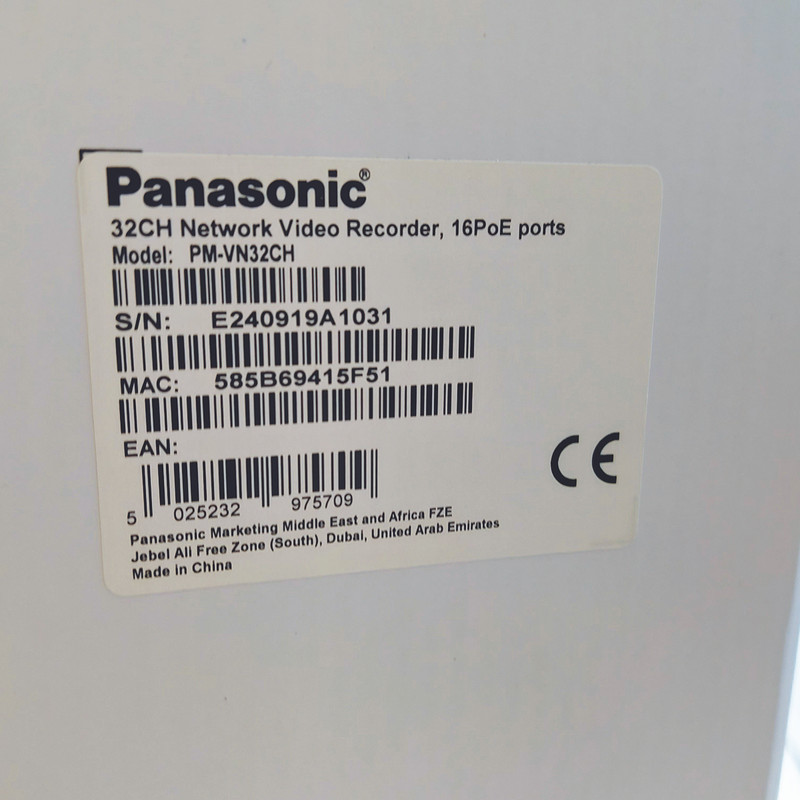 Panasonic®
32CH Network Video Recorder, 16PoE ports
Model: PM-VN32CH
S/N: E240919A1031
MAC: 585B69415F51
EAN:
5 025232 975709
Panasonic Marketing Middle East and Africa FZE
Jebel Ali Free Zone (South), Dubai, United Arab Emirates
Made in China
CE